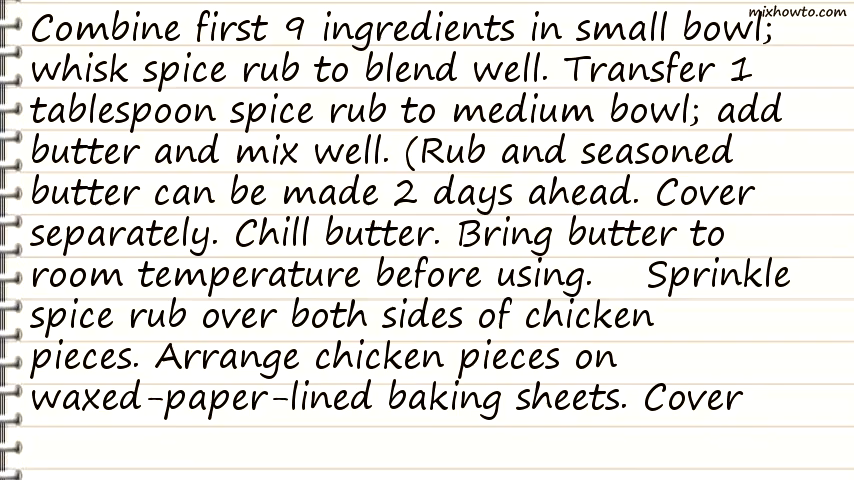 mixhowto.com
Combine first 9 ingredients in small bowl;
whisk spice rub to blend well. Transfer 1
tablespoon spice rub to medium bowl; add
butter and mix well. (Rub and seasoned
butter can be made 2 days ahead. Cover
separately. Chill butter. Bring butter to
room temperature before using.    Sprinkle
spice rub over both sides of chicken
pieces. Arrange chicken pieces on
waxed-paper-lined baking sheets. Cover